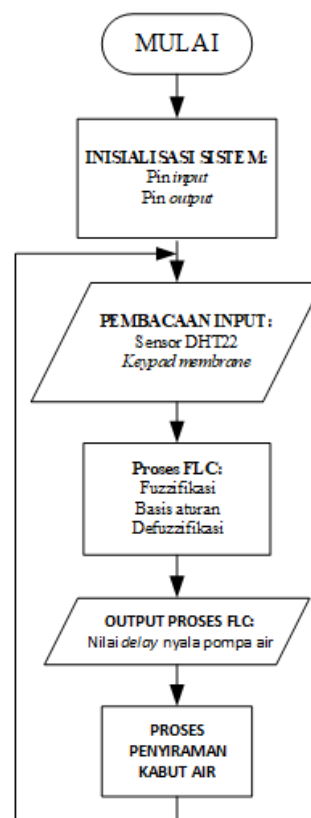 MULAI
INISIALISASI SISTEM:
Pin input
Pin output
PEMBACAAN INPUT:
Sensor DHT22
Keypad membrane
Proses FLC:
Fuzzifikasi
Basis aturan
Defuzzifikasi
OUTPUT PROSES FLC:
Nilai delay nyala pompa air
PROSES
PENYIRAMAN
KABUT AIR